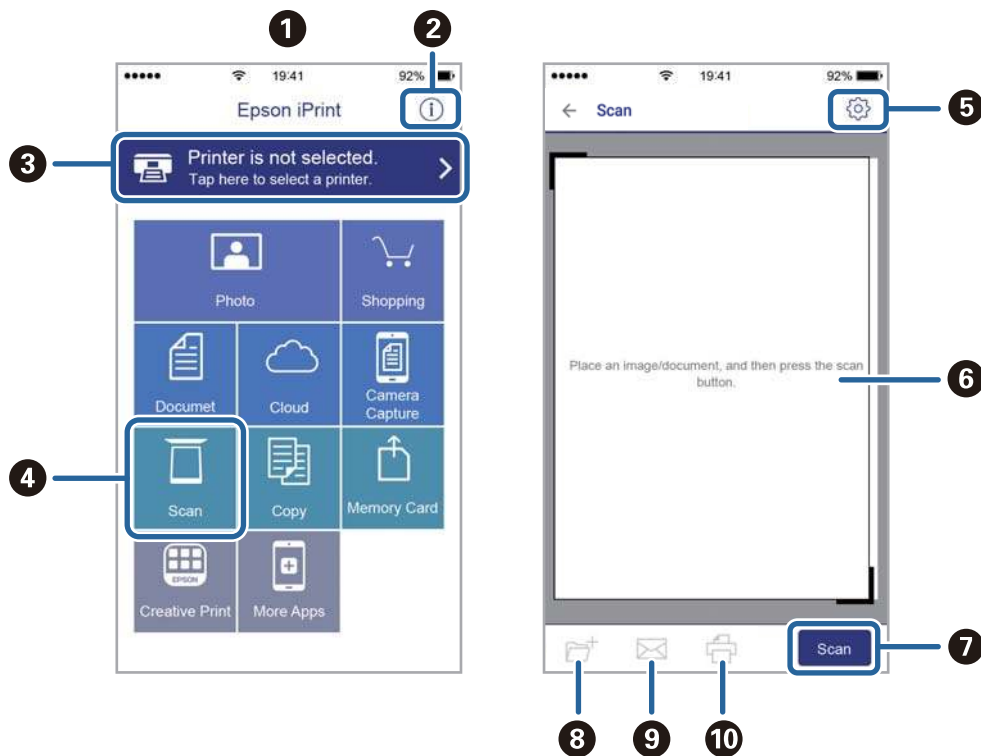 1
2
19:41
92%
Epson iPrint
i
3
Printer is not selected.
Tap here to select a printer.
Photo
Shopping
Documet
Cloud
Camera
Capture
4
Scan
Copy
Memory Card
EPSON
Creative Print
More Apps
19:41
92%
Scan
5
Place an image/document, and then press the scan
button.
6
Scan
7
8
9
10